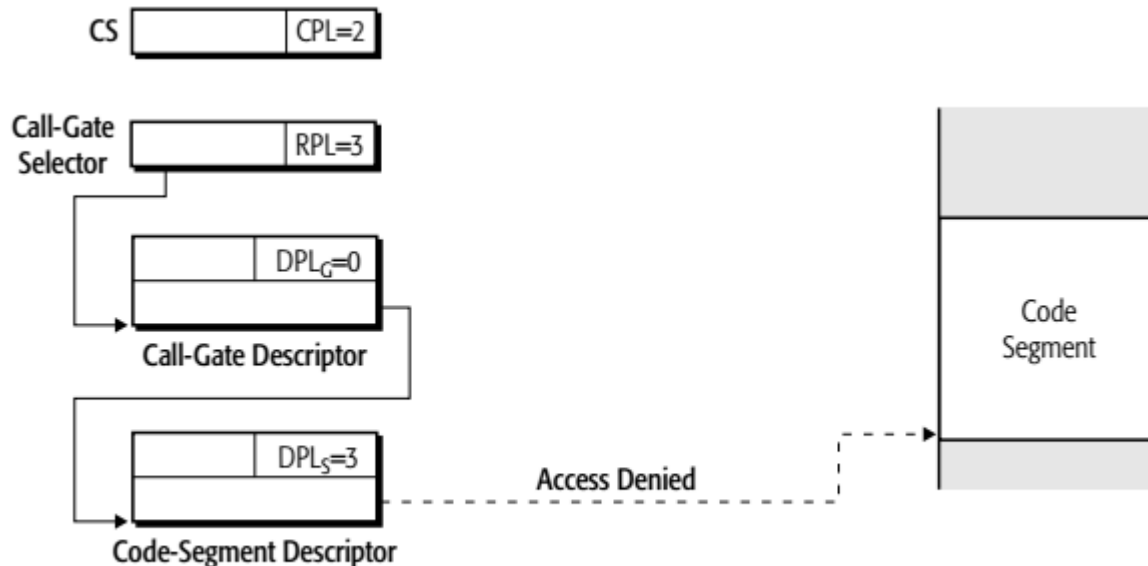 CS
CPL=2
Call-Gate
Selector
RPL=3
DPLG=0
Call-Gate Descriptor
DPLS=3
Code-Segment Descriptor
Access Denied
Code
Segment